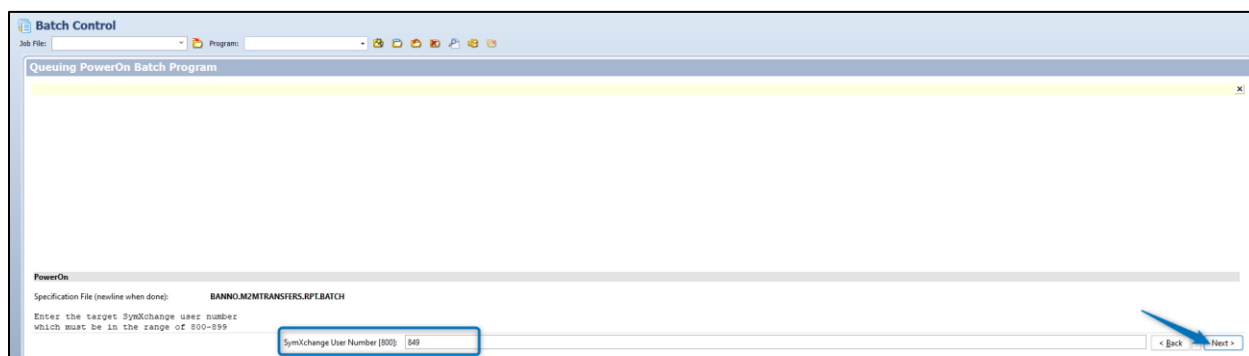 Batch Control
Job File: Program:
Queuing PowerOn Batch Program
PowerOn
Specification File (newline when done): BANNO.M2MTRANSFERS.RPT.BATCH
Enter the target SymXchange user number
which must be in the range of 800-899
SymXchange User Number [800]: 849 < Back Next >